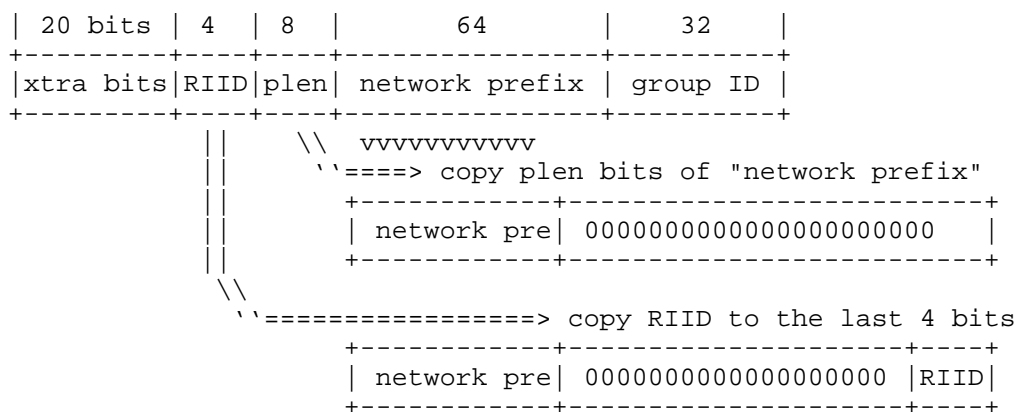 | 20 bits | 4  | 8  |       64       |    32    |
+---------+----+----+----------------+----------+
|xtra bits|RIID|plen| network prefix | group ID |
+---------+----+----+----------------+----------+
            ||    \\  vvvvvvvvvvv
            ||     ``====> copy plen bits of "network prefix"
            ||       +------------+--------------------------+
            ||       | network pre| 0000000000000000000000   |
            ||       +------------+--------------------------+
             \\
              ``=================> copy RIID to the last 4 bits
                     +------------+---------------------+----+
                     | network pre| 0000000000000000000 |RIID|
                     +------------+---------------------+----+